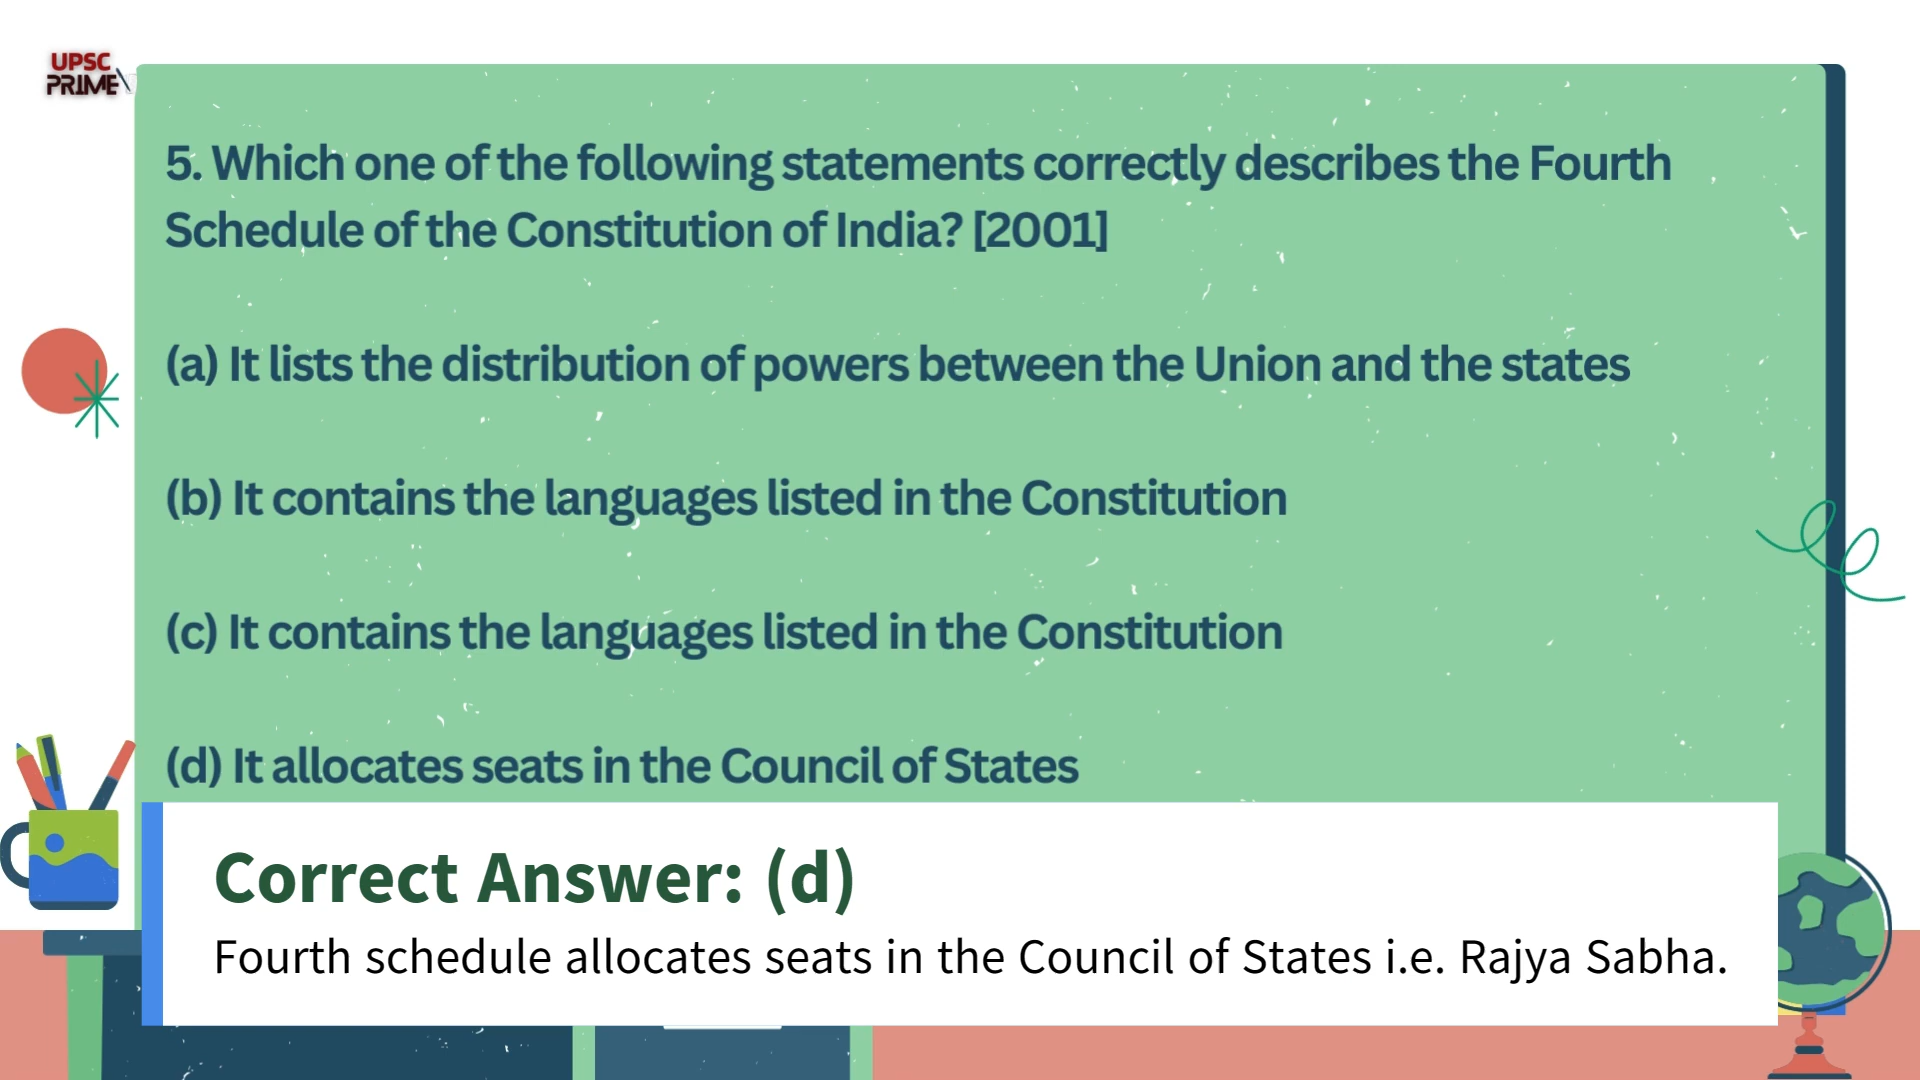 UPSC
PRIME
5. Which one of the following statements correctly describes the Fourth
Schedule of the Constitution of India? [2001]
(a) It lists the distribution of powers between the Union and the states
(b) It contains the languages listed in the Constitution
(c) It contains the languages listed in the Constitution
(d) It allocates seats in the Council of States
Correct Answer: (d)
Fourth schedule allocates seats in the Council of States i.e. Rajya Sabha.